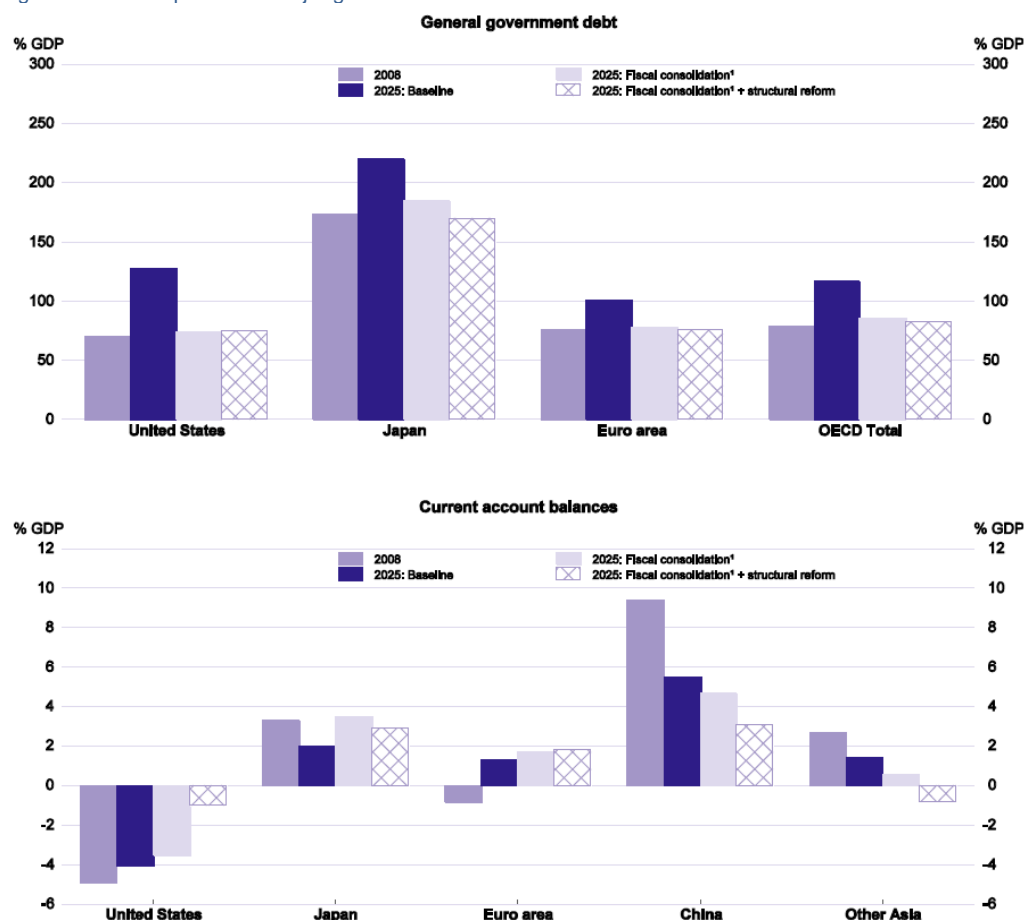 General government debt
% GDP % GDP
300 300
2008 2025: Fiscal consolidation¹
2025: Baseline 2025: Fiscal consolidation¹ + structural reform
250 250
200 200
150 150
100 100
50 50
0 0
United States Japan Euro area OECD Total
Current account balances
% GDP % GDP
12 12
2008 2025: Fiscal consolidation¹
2025: Baseline 2025: Fiscal consolidation¹ + structural reform
10 10
8 8
6 6
4 4
2 2
0 0
-2 -2
-4 -4
-6 -6
United States Japan Euro area China Other Asia